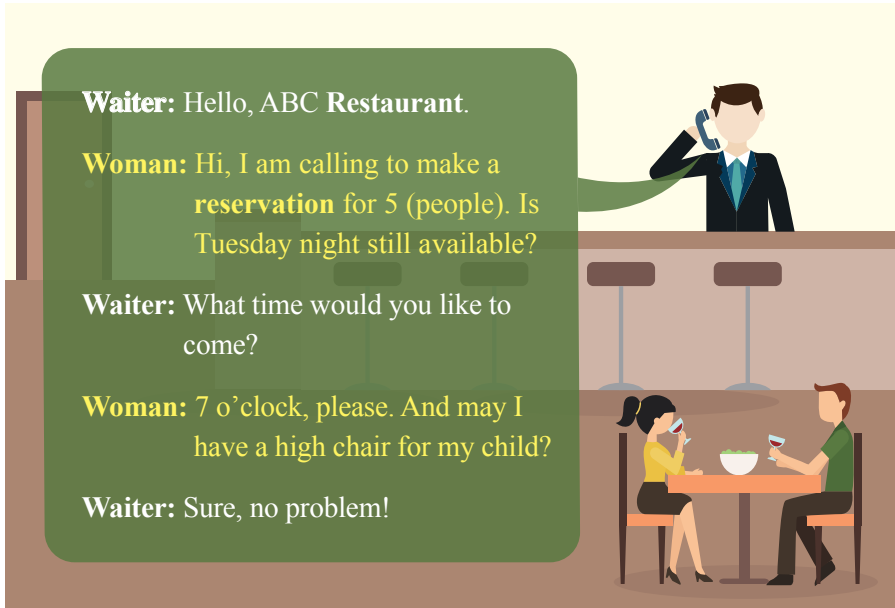 Waiter: Hello, ABC Restaurant.
Woman: Hi, I am calling to make a
reservation for 5 (people). Is
Tuesday night still available?
Waiter: What time would you like to
come?
Woman: 7 o’clock, please. And may I
have a high chair for my child?
Waiter: Sure, no problem!